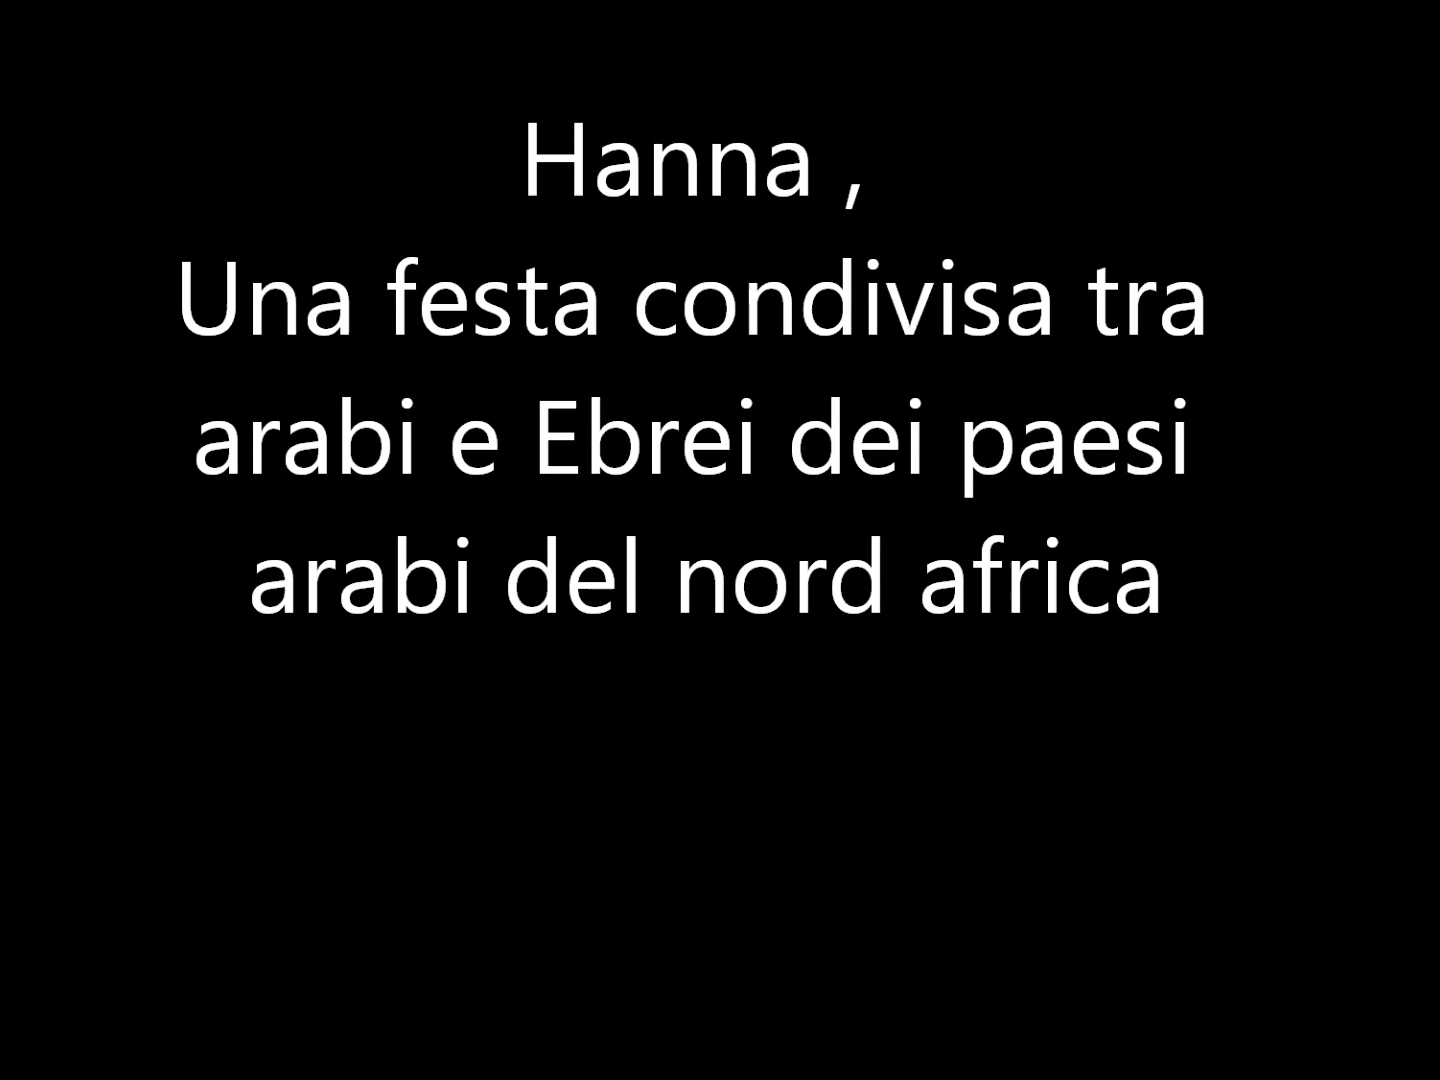 Hanna ,
Una festa condivisa tra
arabi e Ebrei dei paesi
arabi del nord africa